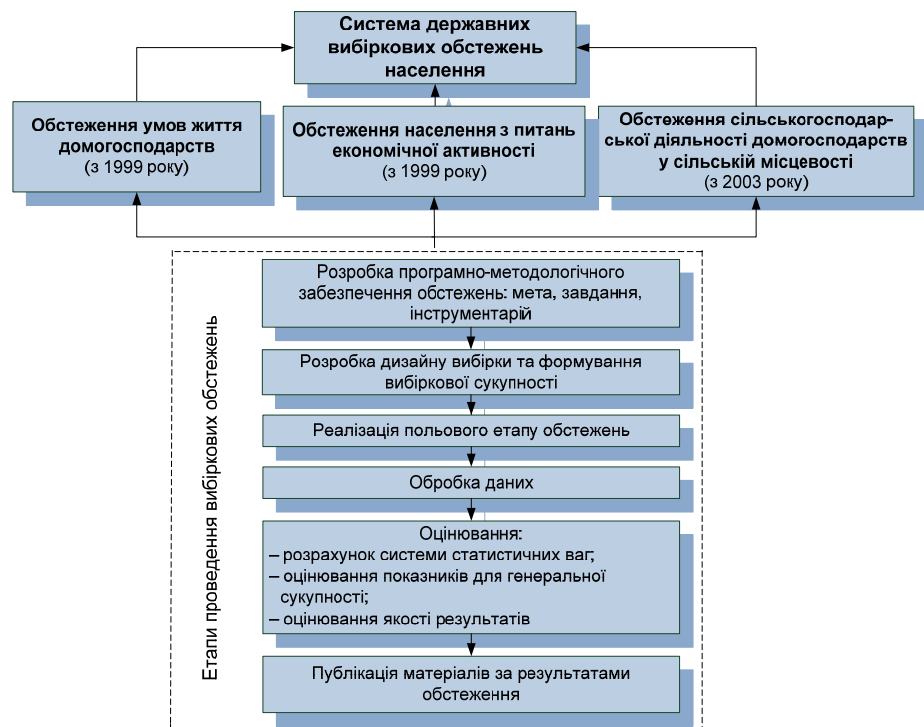 Система державних
вибіркових обстежень
населення
Обстеження умов життя
домогосподарств
(з 1999 року)
Обстеження населення з питань
економічної активності
(з 1999 року)
Обстеження сільськогосподар-
ської діяльності домогосподарств
у сільській місцевості
(з 2003 року)
Етапи проведення вибіркових обстежень
Розробка програмно-методологічного
забезпечення обстежень: мета, завдання,
інструментарій
Розробка дизайну вибірки та формування
вибіркової сукупності
Реалізація польового етапу обстежень
Обробка даних
Оцінювання:
– розрахунок системи статистичних ваг;
– оцінювання показників для генеральної
сукупності;
– оцінювання якості результатів
Публікація матеріалів за результатами
обстеження